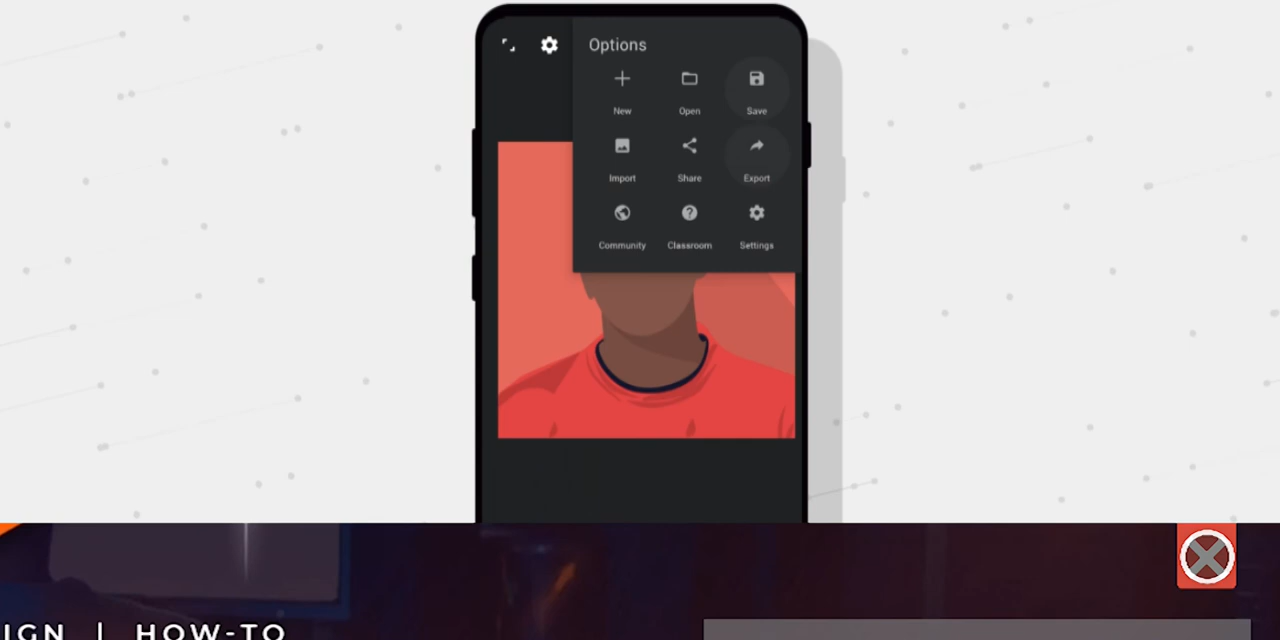 Options
New Open Save
Import Share Export
Community Classroom Settings
IGN | HOW-TO